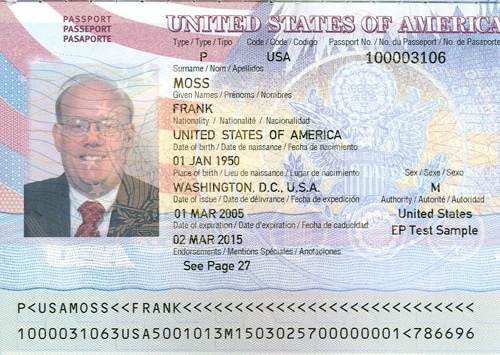 PASSPORT
PASSEPORT
PASAPORTE
UNITED STATES OF AMERICA
Type / Type / Tipo Code / Code / Codigo Passport No. / No. du Passeport / No. de Pasaporte
P USA 100003106
Surname / Nom / Apellidos
MOSS
Given Names / Prénoms / Nombres
FRANK
Nationality / Nationalité / Nacionalidad
UNITED STATES OF AMERICA
Date of birth / Date de naissance / Fecha de nacimiento
01 JAN 1950
Place of birth / Lieu de naissance / Lugar de nacimiento Sex / Sexe / Sexo
WASHINGTON, D.C., U.S.A. M
Date of issue / Date de délivrance / Fecha de expedición Authority / Autorité / Autoridad
01 MAR 2005 United States
Date of expiration / Date d'expiration / Fecha de caducidad EP Test Sample
02 MAR 2015
Endorsements / Mentions Spéciales / Anotaciones
See Page 27
USA
P<USAMOSS<<FRANK<<<<<<<<<<<<<<<<<<<<<<<<<<<<
1000031063USA5001013M1503025700000001<786696